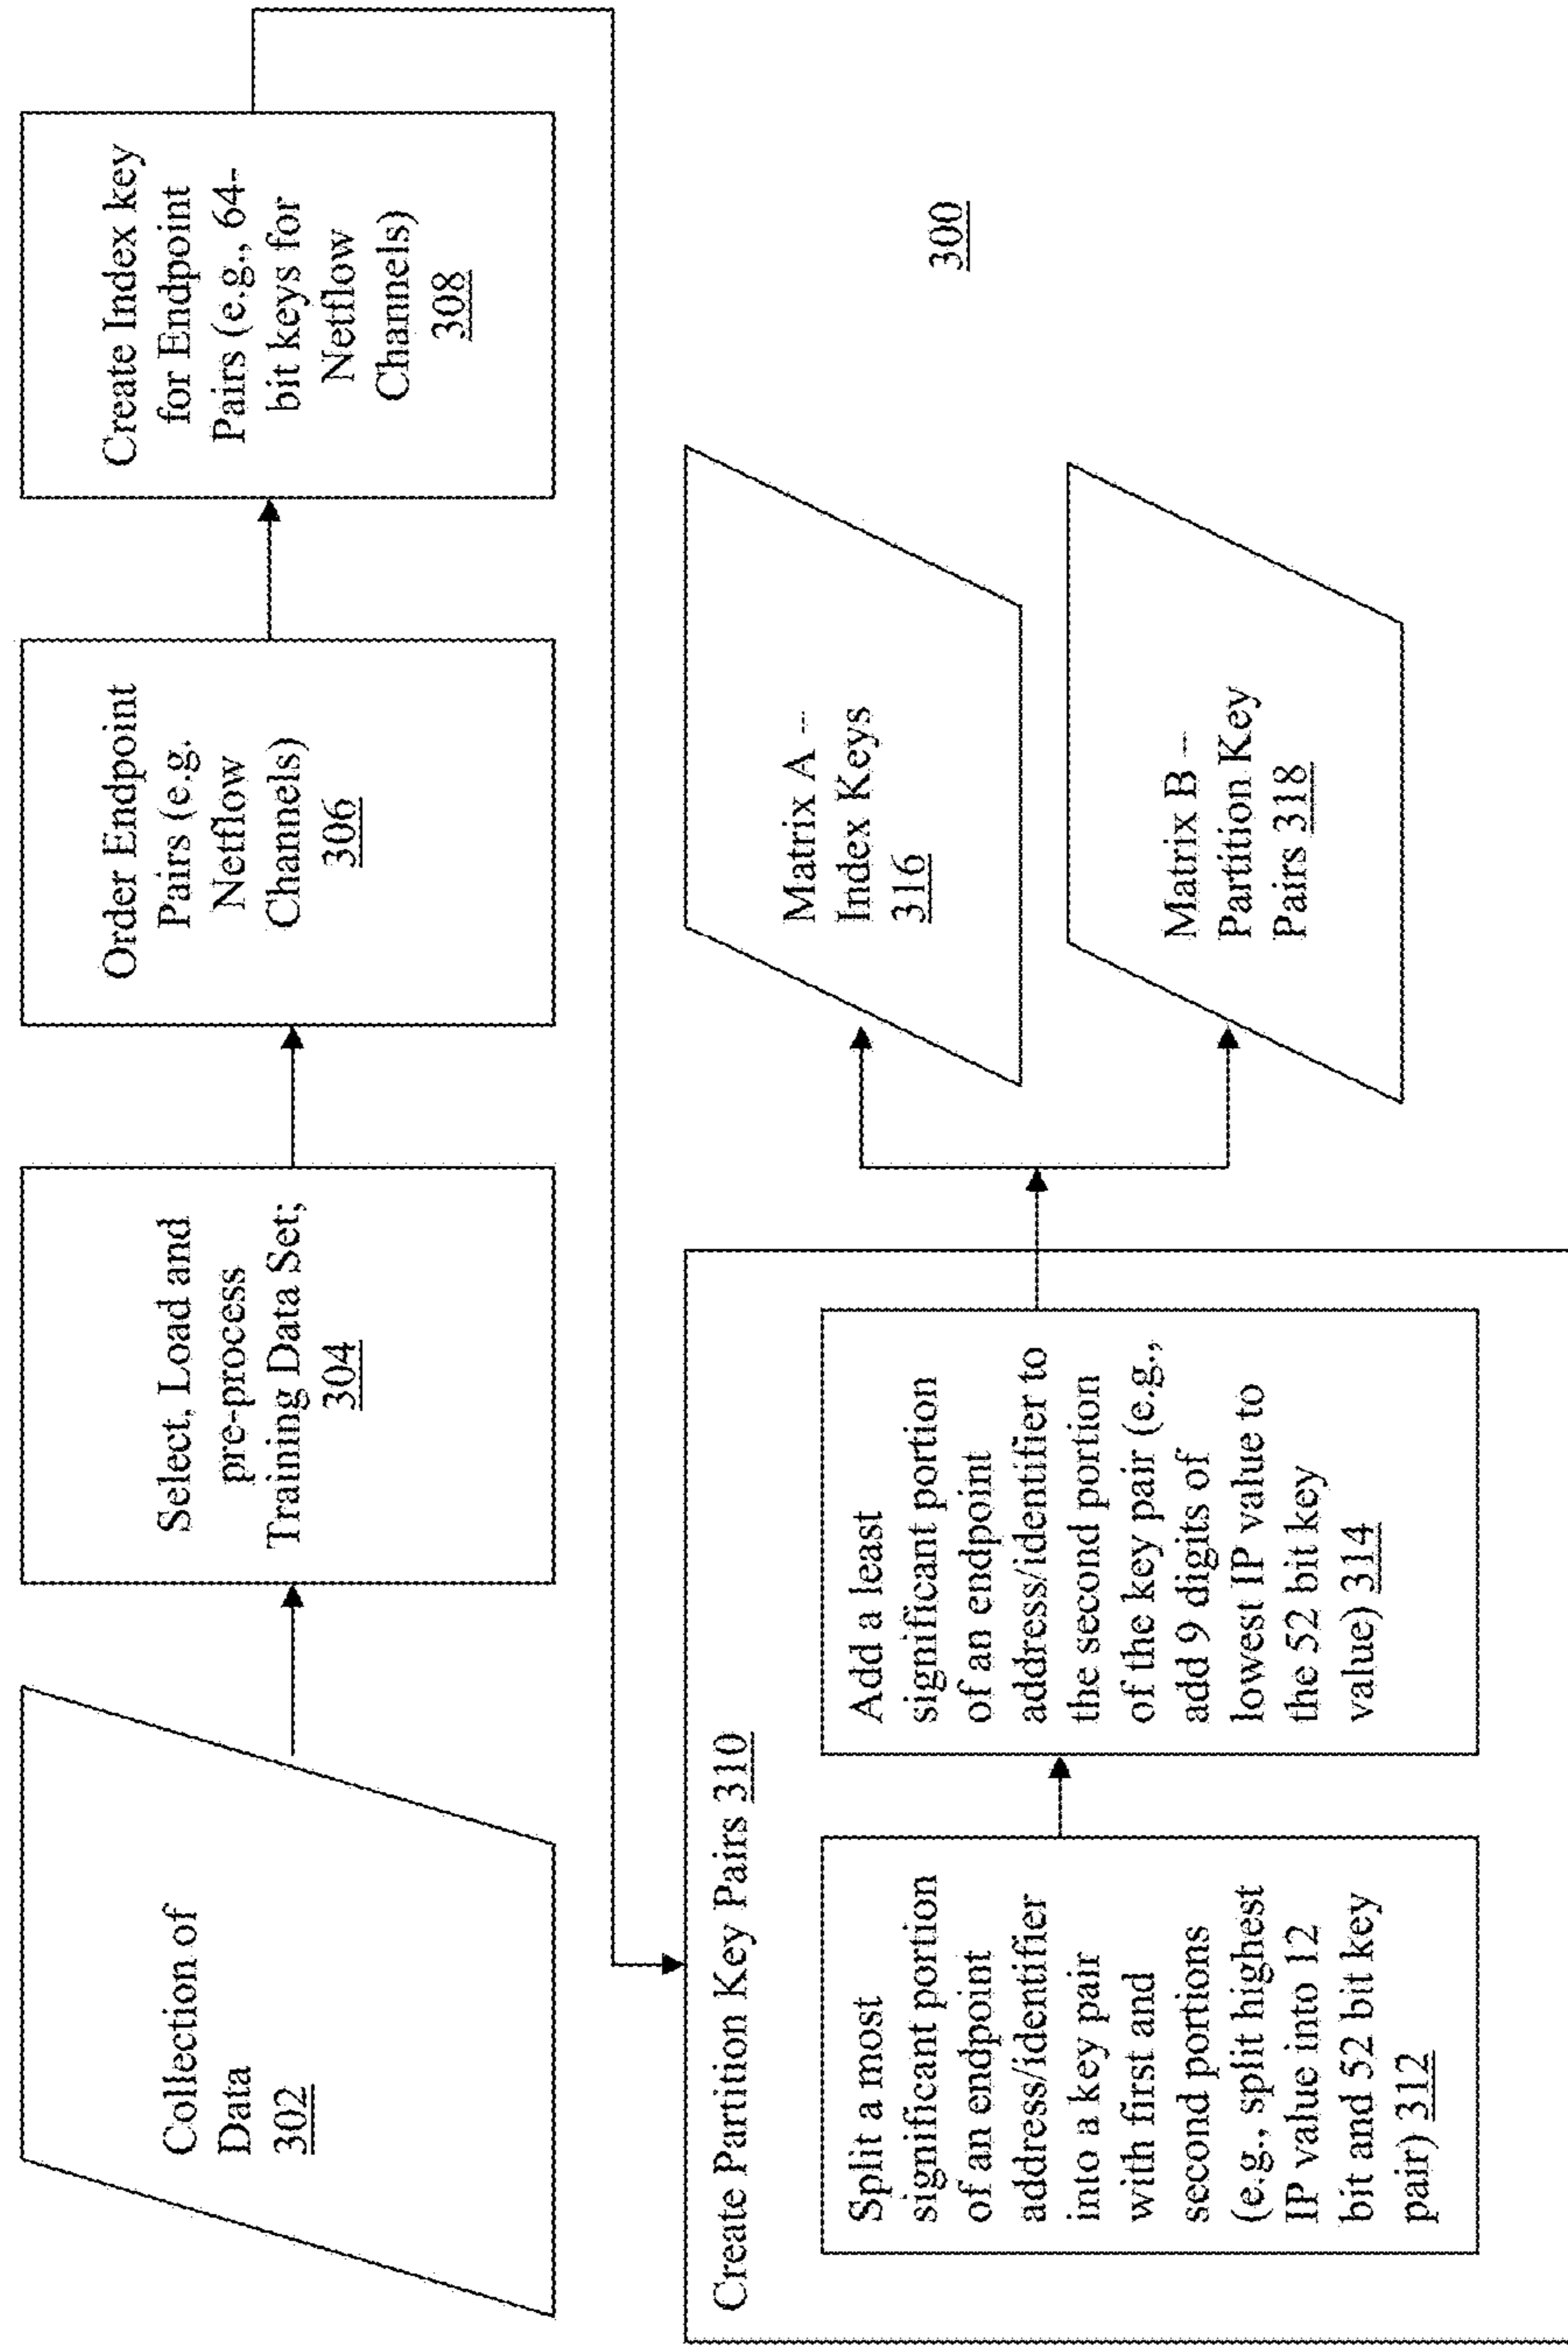 Collection of
Data
302
Select, Load and
pre-process
Training Data Set;
304
Order Endpoint
Pairs (e.g.
Netflow
Channels)
306
Create Index key
for Endpoint
Pairs (e.g., 64-
bit keys for
Netflow
Channels)
308
Create Partition Key Pairs 310
Split a most
significant portion
of an endpoint
address/identifier
into a key pair
with first and
second portions
(e.g., split highest
IP value into 12
bit and 52 bit key
pair) 312
Add a least
significant portion
of an endpoint
address/identifier to
the second portion
of the key pair (e.g.,
add 9 digits of
lowest IP value to
the 52 bit key
value) 314
Matrix A –
Index Keys
316
Matrix B –
Partition Key
Pairs 318
300